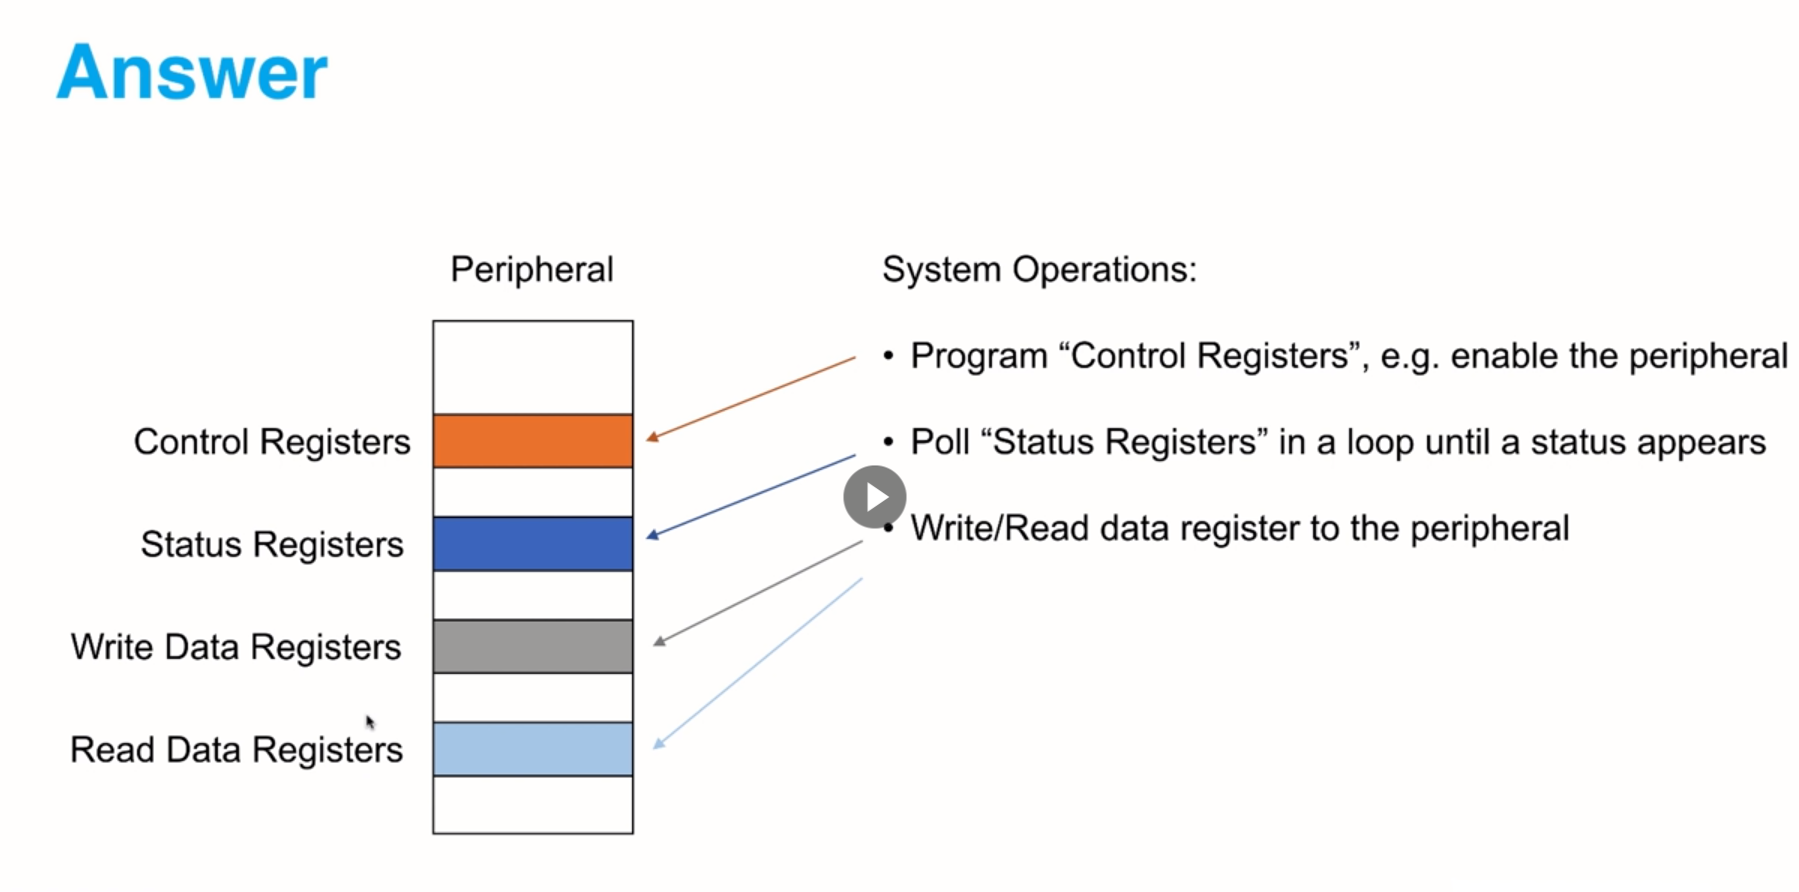 Answer
Peripheral
System Operations:
• Program “Control Registers”, e.g. enable the peripheral
Control Registers
• Poll “Status Registers” in a loop until a status appears
• Write/Read data register to the peripheral
Status Registers
Write Data Registers
Read Data Registers